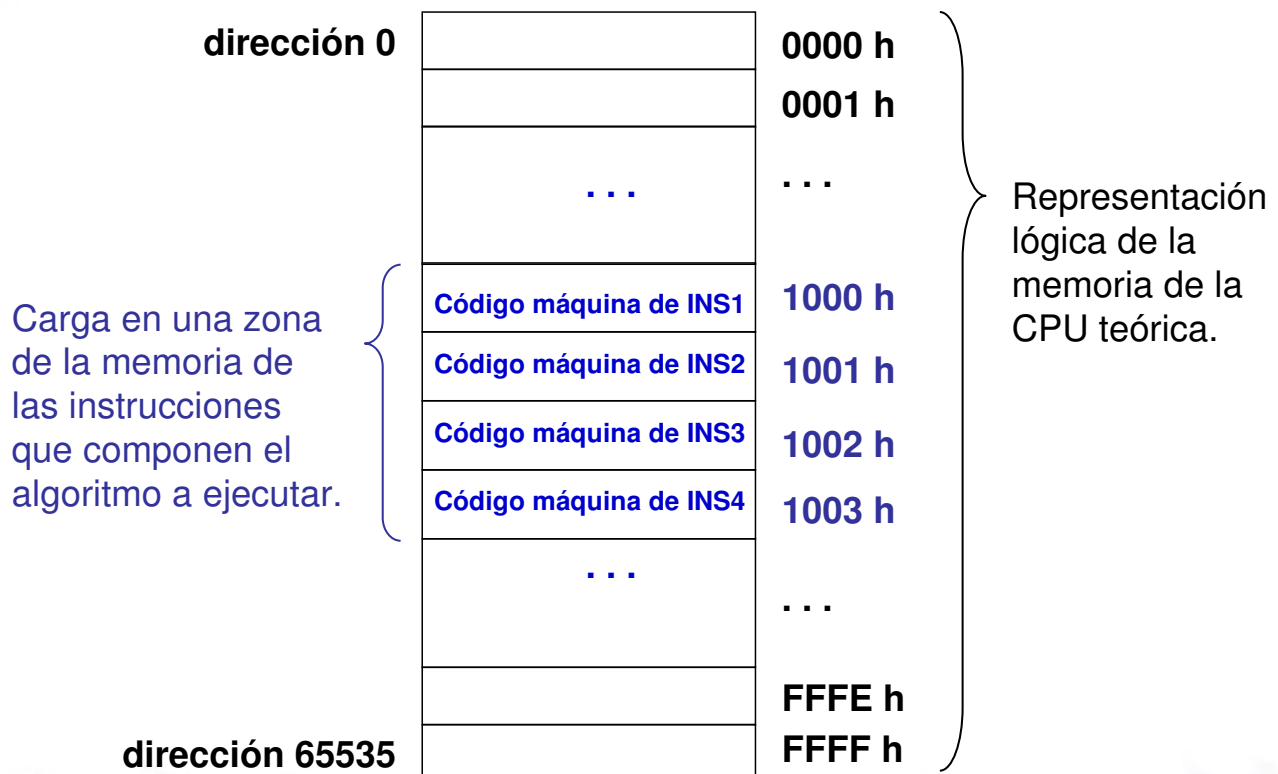 dirección 0
0000 h
0001 h
. . .
. . .
Representación
lógica de la
memoria de la
CPU teórica.
Carga en una zona
de la memoria de
las instrucciones
que componen el
algoritmo a ejecutar.
Código máquina de INS1
1000 h
Código máquina de INS2
1001 h
Código máquina de INS3
1002 h
Código máquina de INS4
1003 h
. . .
. . .
FFFE h
dirección 65535
FFFF h